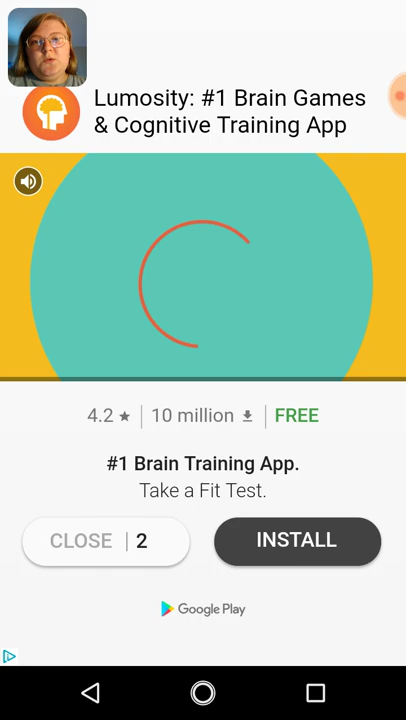 Lumosity: #1 Brain Games
& Cognitive Training App
4.2 | 10 million | FREE
#1 Brain Training App.
Take a Fit Test.
CLOSE | 2
INSTALL
Google Play